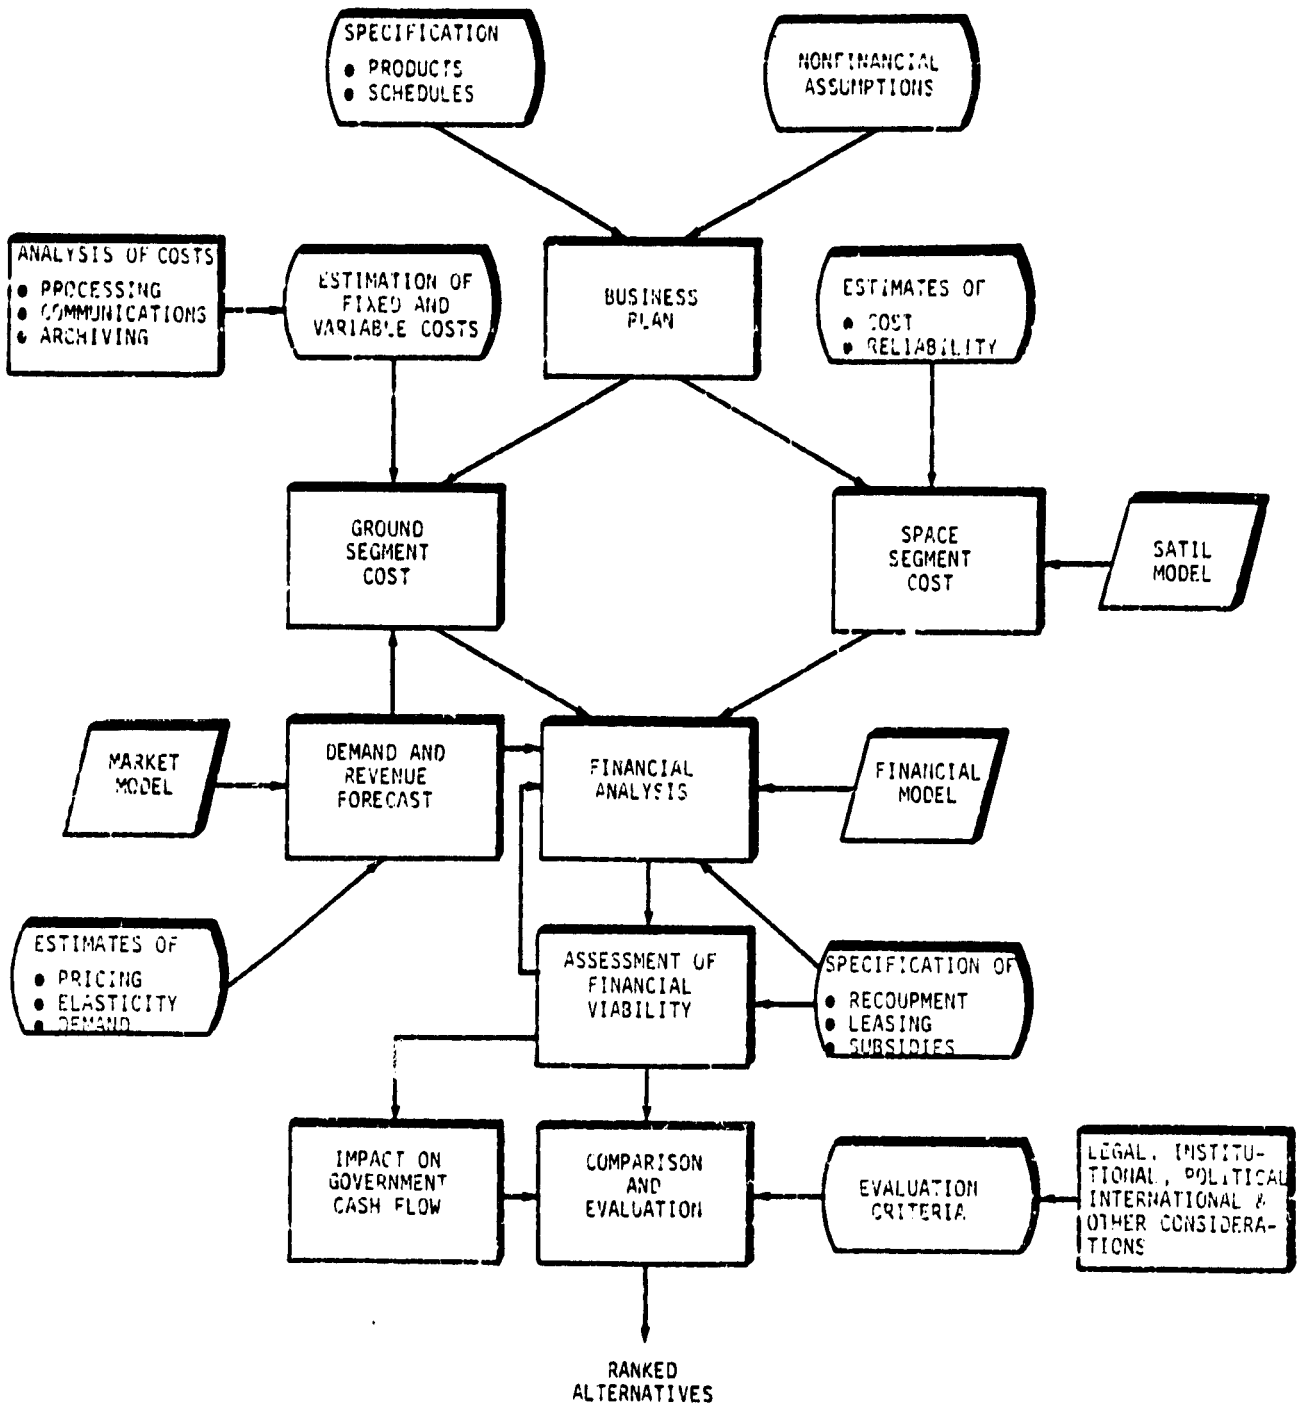 SPECIFICATION
● PRODUCTS
● SCHEDULES
NONFINANCIAL
ASSUMPTIONS
ANALYSIS OF COSTS
● PROCESSING
● COMMUNICATIONS
● ARCHIVING
ESTIMATION OF
FIXED AND
VARIABLE COSTS
BUSINESS
PLAN
ESTIMATES OF
● COST
● RELIABILITY
GROUND
SEGMENT
COST
SPACE
SEGMENT
COST
SATIL
MODEL
MARKET
MODEL
DEMAND AND
REVENUE
FORECAST
FINANCIAL
ANALYSIS
FINANCIAL
MODEL
ESTIMATES OF
● PRICING
● ELASTICITY
● DEMAND
ASSESSMENT OF
FINANCIAL
VIABILITY
SPECIFICATION OF
● RECOUPMENT
● LEASING
● SUBSIDIES
IMPACT ON
GOVERNMENT
CASH FLOW
COMPARISON
AND
EVALUATION
EVALUATION
CRITERIA
LEGAL, INSTITU-
TIONAL, POLITICAL
INTERNATIONAL &
OTHER CONSIDERA-
TIONS
RANKED
ALTERNATIVES